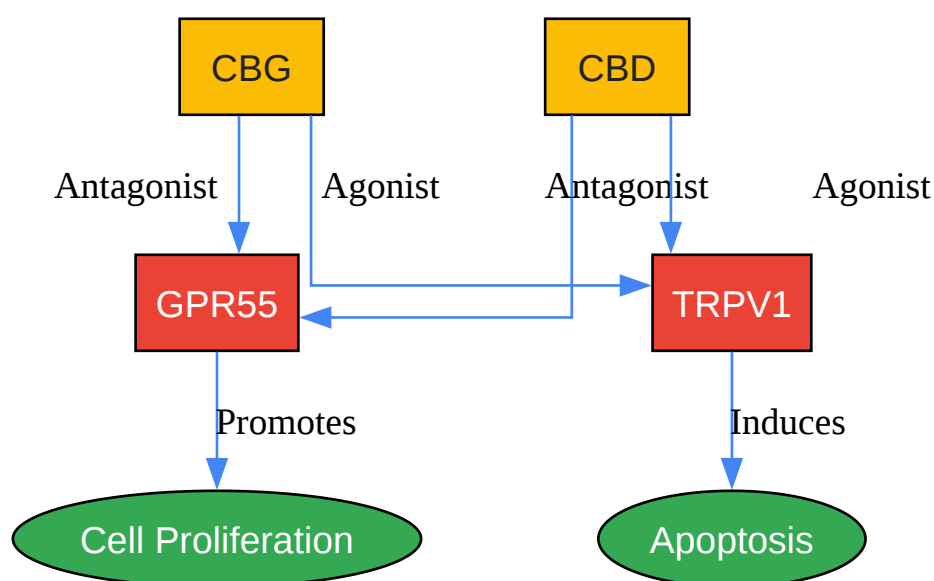 CBG
CBD
Antagonist
Agonist
Antagonist
Agonist
GPR55
TRPV1
Promotes
Induces
Cell Proliferation
Apoptosis